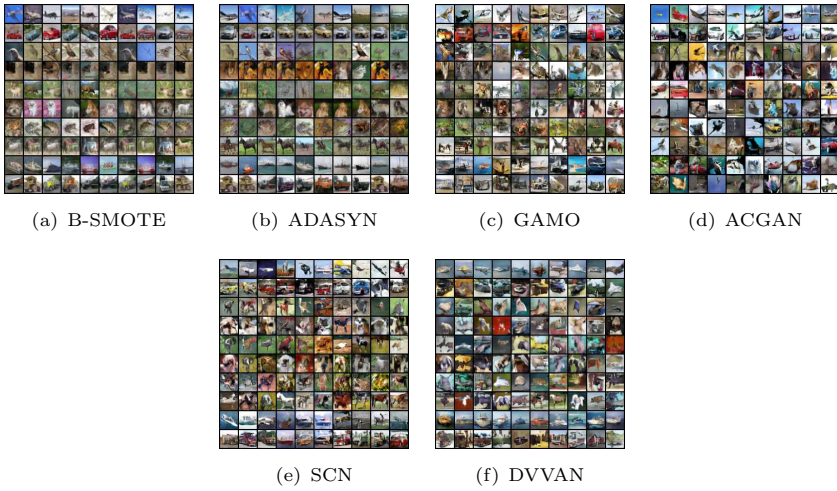 (a) B-SMOTE
(b) ADASYN
(c) GAMO
(d) ACGAN
(e) SCN
(f) DVVAN